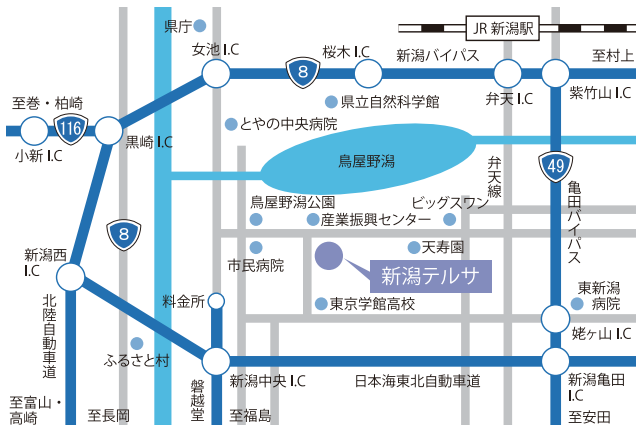 県庁
JR 新潟駅
女池 I.C
8
桜木 I.C
新潟バイパス
至村上
至巻・柏崎
116
小新 I.C
黒崎 I.C
県立自然科学館
弁天 I.C
紫竹山 I.C
とやの中央病院
鳥屋野潟
弁天線
49
亀田バイパス
8
鳥屋野潟公園
産業振興センター
ビッグスワン
市民病院
天寿園
新潟テルサ
新潟西
I.C
料金所
東京学館高校
東新潟
病院
北陸自動車道
ふるさと村
姥ヶ山 I.C
新潟中央 I.C
日本海東北自動車道
新潟亀田
I.C
磐越堂
至富山・
高崎
至長岡
至福島
至安田